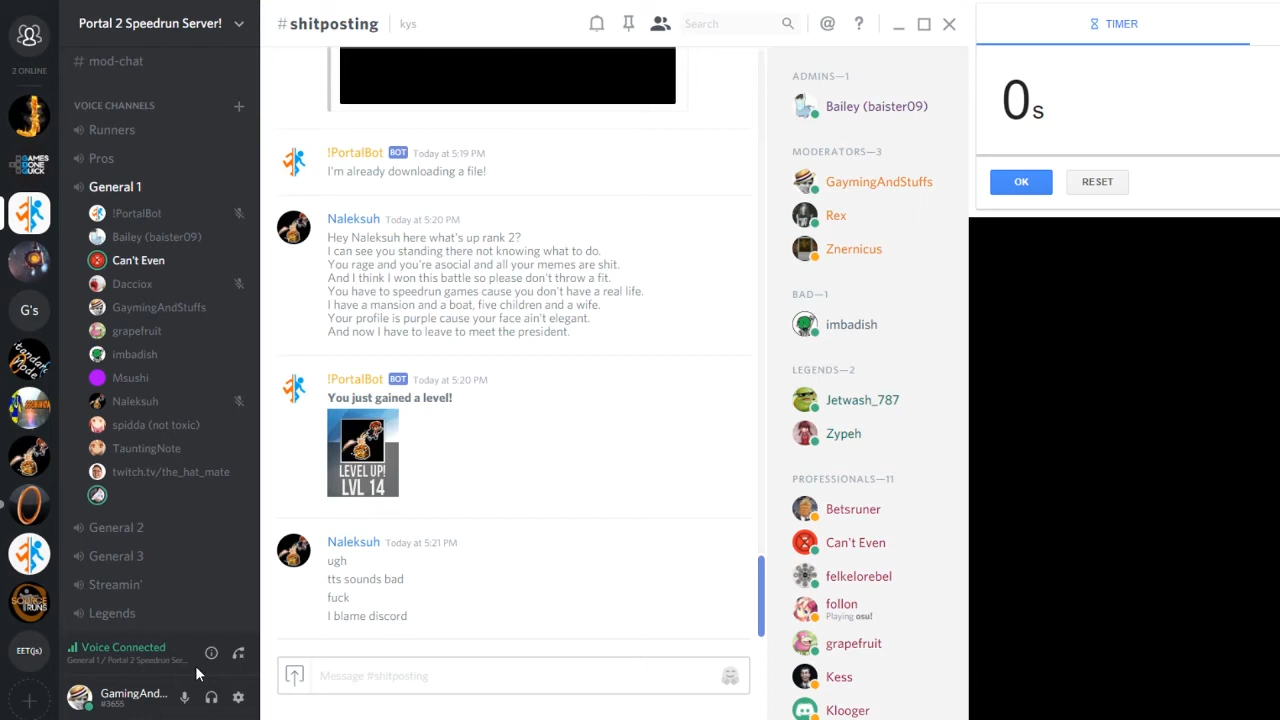 2 ONLINE
GAMES DONE QUICK
G's
SOURCE RUNS
EET(js)
Portal 2 Speedrun Server!
# mod-chat
VOICE CHANNELS
Runners
Pros
General 1
!PortalBot
Bailey (baister09)
Can't Even
Dacciox
GaymingAndStuffs
grapefruit
imbadish
Msushi
Naleksuh
spidda (not toxic)
TauntingNote
twitch.tv/the_hat_mate
General 2
General 3
Streamin'
Legends
Voice Connected
General 1 / Portal 2 Speedrun Ser...
GamingAnd...
#3655
#shitposting
kys
Search
!PortalBot BOT Today at 5:19 PM
I'm already downloading a file!
Naleksuh Today at 5:20 PM
Hey Naleksuh here what's up rank 2?
I can see you standing there not knowing what to do.
You rage and you're asocial and all your memes are shit.
And I think I won this battle so please don't throw a fit.
You have to speedrun games cause you don't have a real life.
I have a mansion and a boat, five children and a wife.
Your profile is purple cause your face ain't elegant.
And now I have to leave to meet the president.
!PortalBot BOT Today at 5:20 PM
You just gained a level!
LEVEL UP!
LVL 14
Naleksuh Today at 5:21 PM
ugh
tts sounds bad
fuck
I blame discord
Message #shitposting
ADMINS—1
Bailey (baister09)
MODERATORS—3
GaymingAndStuffs
Rex
Znernicus
BAD—1
imbadish
LEGENDS—2
Jetwash_787
Zypeh
PROFESSIONALS—11
Betsruner
Can't Even
felkelorebel
follon
Playing osu!
grapefruit
Kess
Klooger
TIMER
0s
OK
RESET